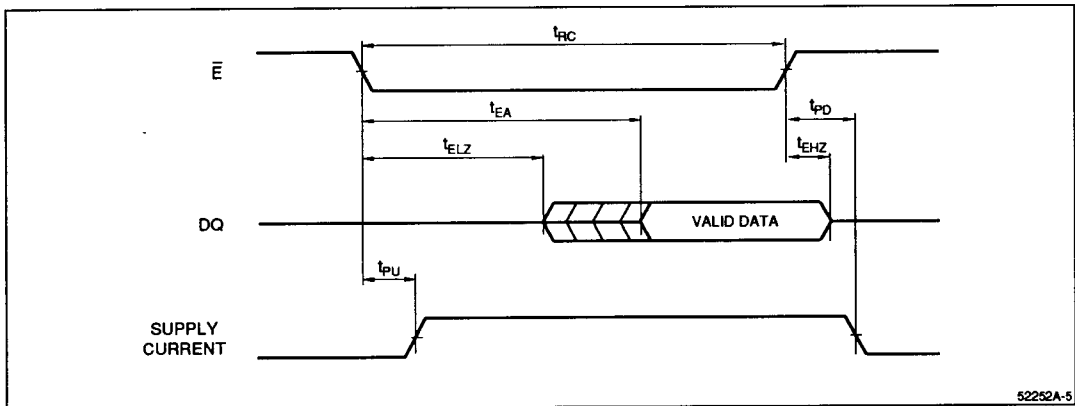 t_RC
E̅
t_EA
t_PD
t_ELZ
t_EHZ
DQ
VALID DATA
t_PU
SUPPLY
CURRENT
52252A-5